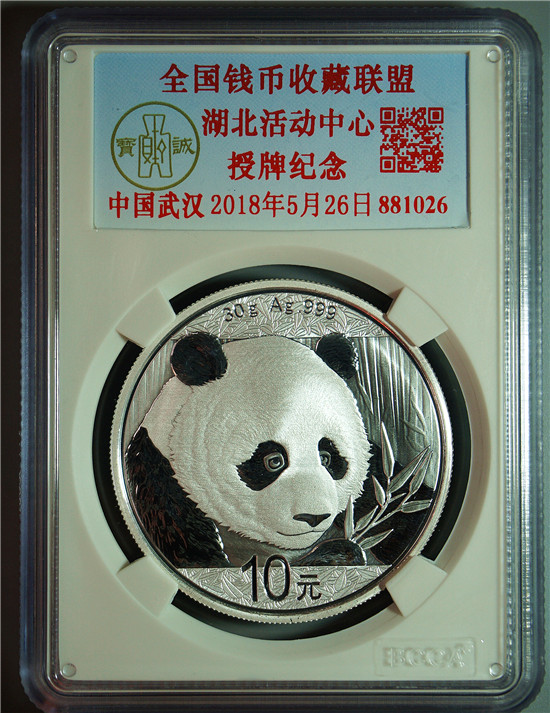 全国钱币收藏联盟
寶 誠
湖北活动中心
授牌纪念
中国武汉 2018年5月26日 881026
30g Ag 999
10元